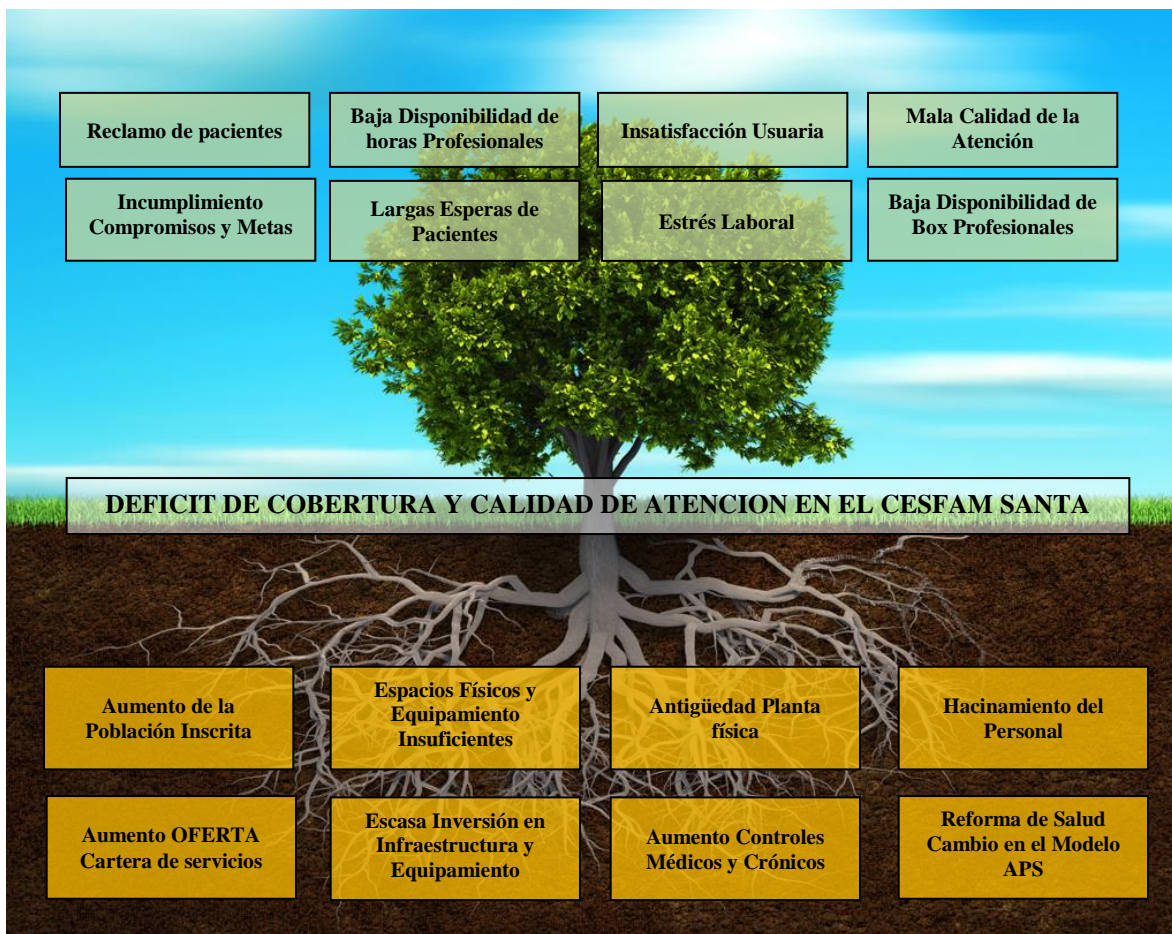 Reclamo de pacientes
Baja Disponibilidad de
horas Profesionales
Insatisfacción Usuaria
Mala Calidad de la
Atención
Incumplimiento
Compromisos y Metas
Largas Esperas de
Pacientes
Estrés Laboral
Baja Disponibilidad de
Box Profesionales
DEFICIT DE COBERTURA Y CALIDAD DE ATENCION EN EL CESFAM SANTA
Aumento de la
Población Inscrita
Espacios Físicos y
Equipamiento
Insuficientes
Antigüedad Planta
física
Hacinamiento del
Personal
Aumento OFERTA
Cartera de servicios
Escasa Inversión en
Infraestructura y
Equipamiento
Aumento Controles
Médicos y Crónicos
Reforma de Salud
Cambio en el Modelo
APS